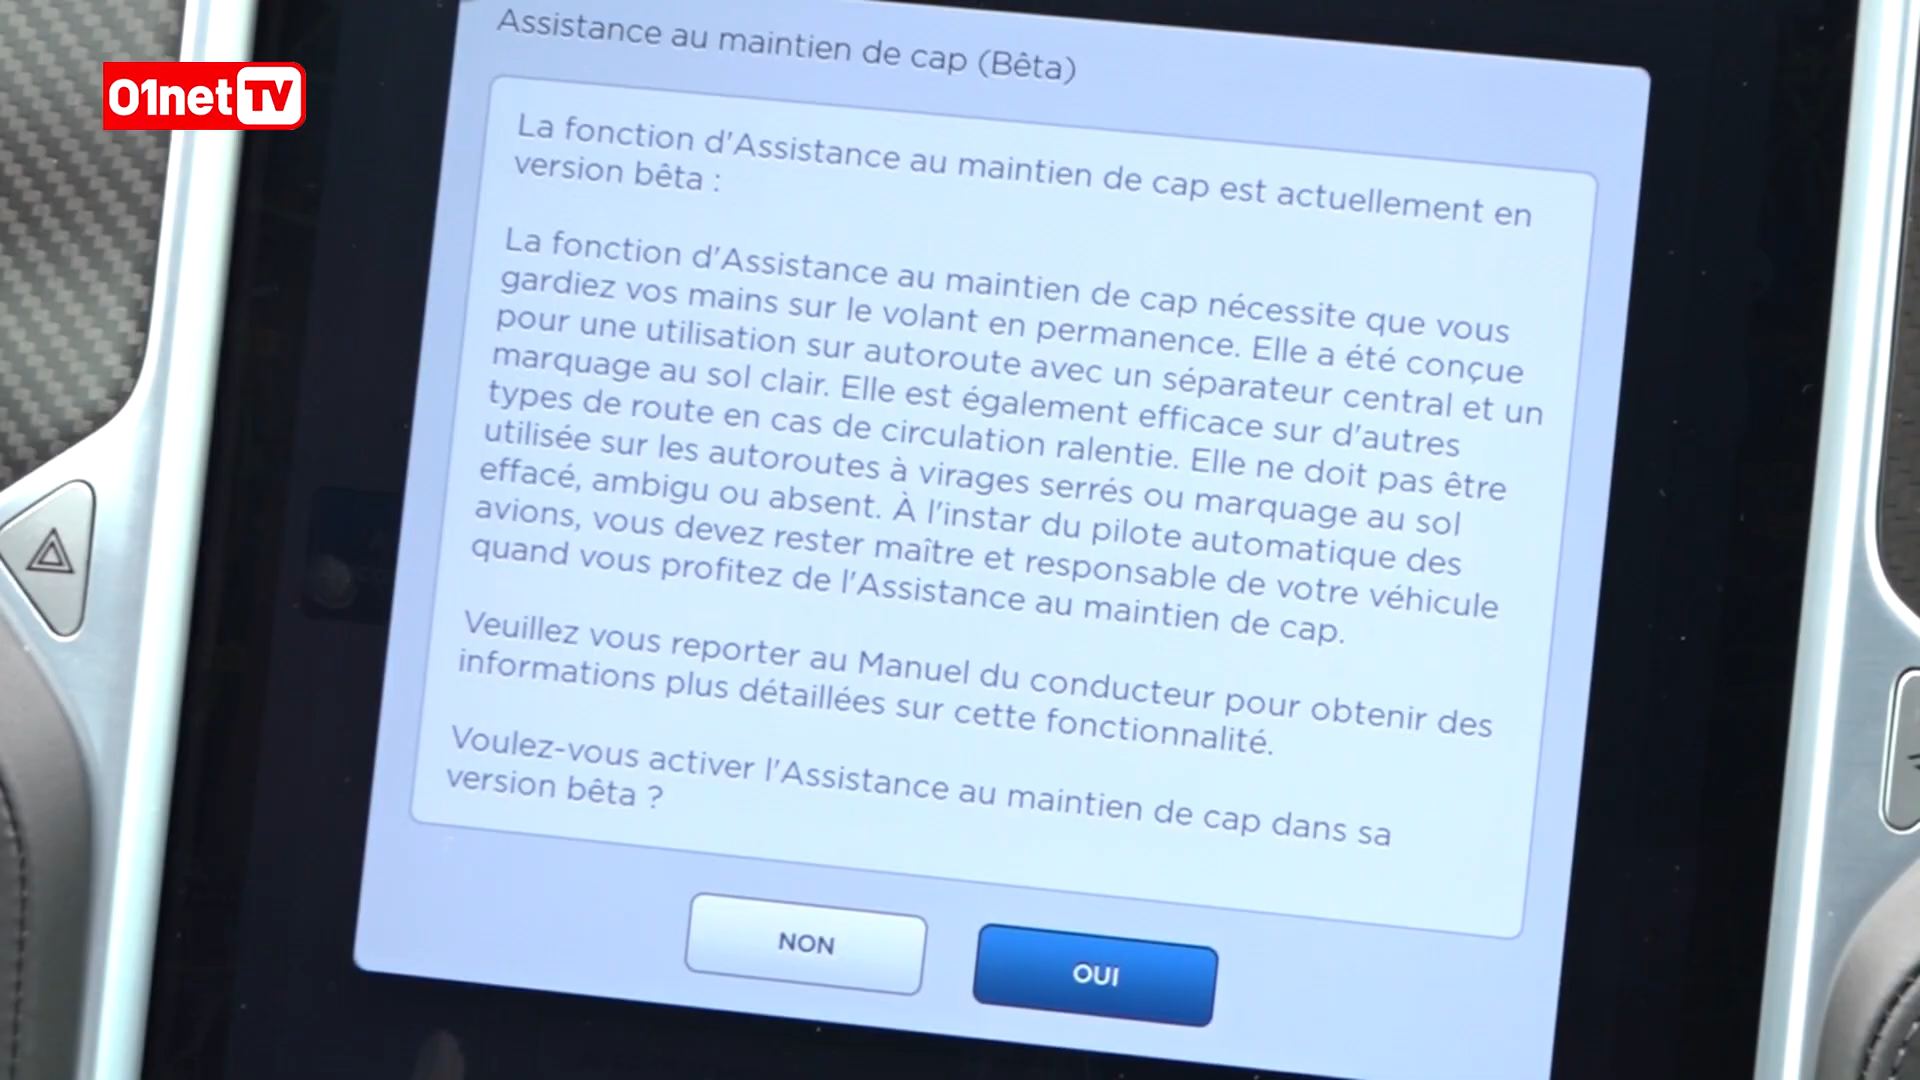 Assistance au maintien de cap (Bêta)
01net TV
La fonction d'Assistance au maintien de cap est actuellement en
version bêta :
La fonction d'Assistance au maintien de cap nécessite que vous
gardiez vos mains sur le volant en permanence. Elle a été conçue
pour une utilisation sur autoroute avec un séparateur central et un
marquage au sol clair. Elle est également efficace sur d'autres
types de route en cas de circulation ralentie. Elle ne doit pas être
utilisée sur les autoroutes à virages serrés ou marquage au sol
effacé, ambigu ou absent. À l'instar du pilote automatique des
avions, vous devez rester maître et responsable de votre véhicule
quand vous profitez de l'Assistance au maintien de cap.
Veuillez vous reporter au Manuel du conducteur pour obtenir des
informations plus détaillées sur cette fonctionnalité.
Voulez-vous activer l'Assistance au maintien de cap dans sa
version bêta ?
NON
OUI